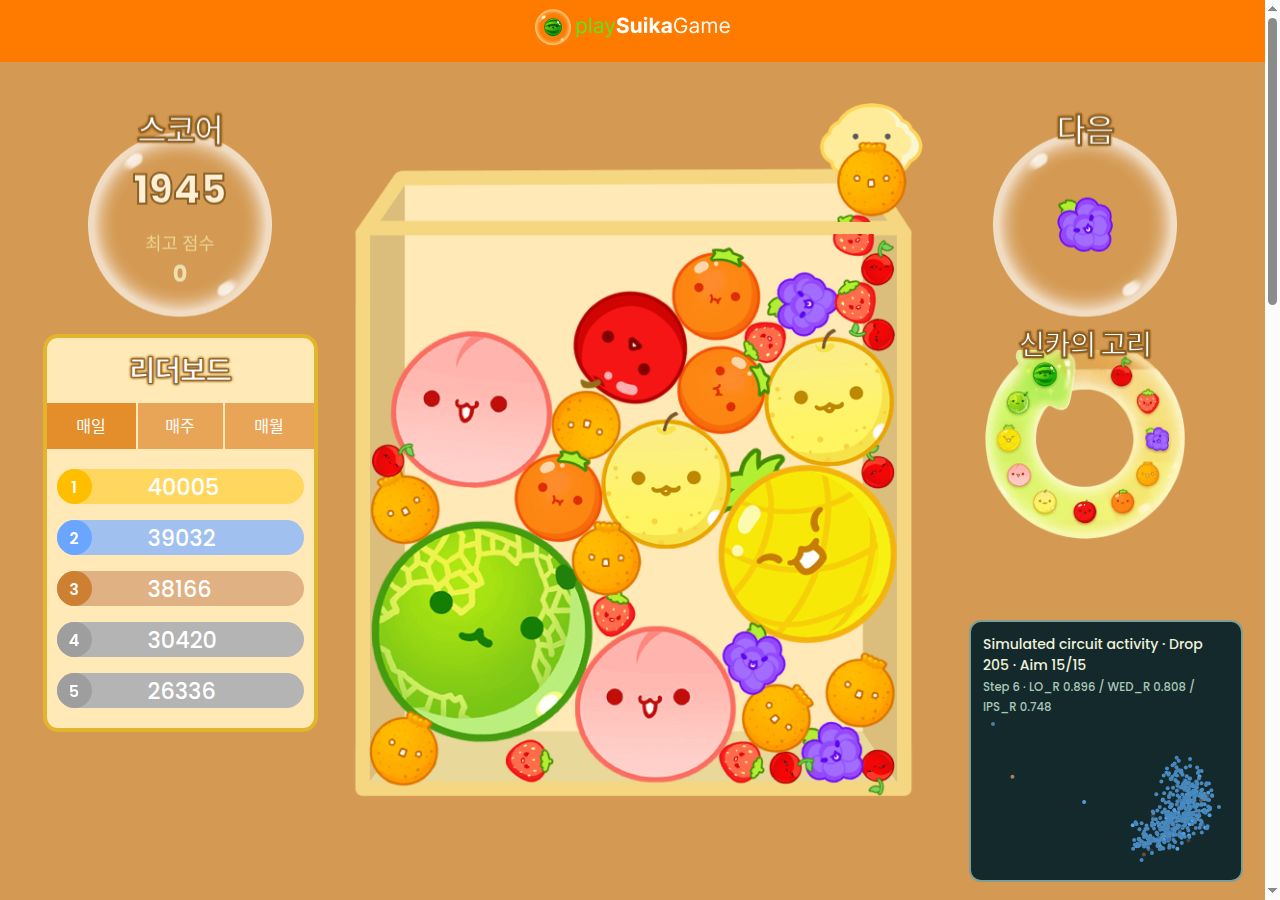 playSuikaGame
스코어
1945
최고 점수
0
리더보드
매일
매주
매월
1 40005
2 39032
3 38166
4 30420
5 26336
다음
신카의 고리
Simulated circuit activity · Drop
205 · Aim 15/15
Step 6 · LO_R 0.896 / WED_R 0.808 /
IPS_R 0.748